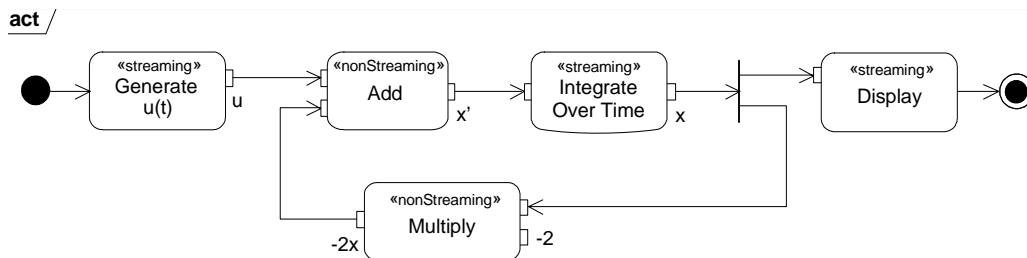 act
«streaming»
Generate
u(t)
u
«nonStreaming»
Add
x’
«streaming»
Integrate
Over Time
x
«streaming»
Display
«nonStreaming»
Multiply
-2x
-2